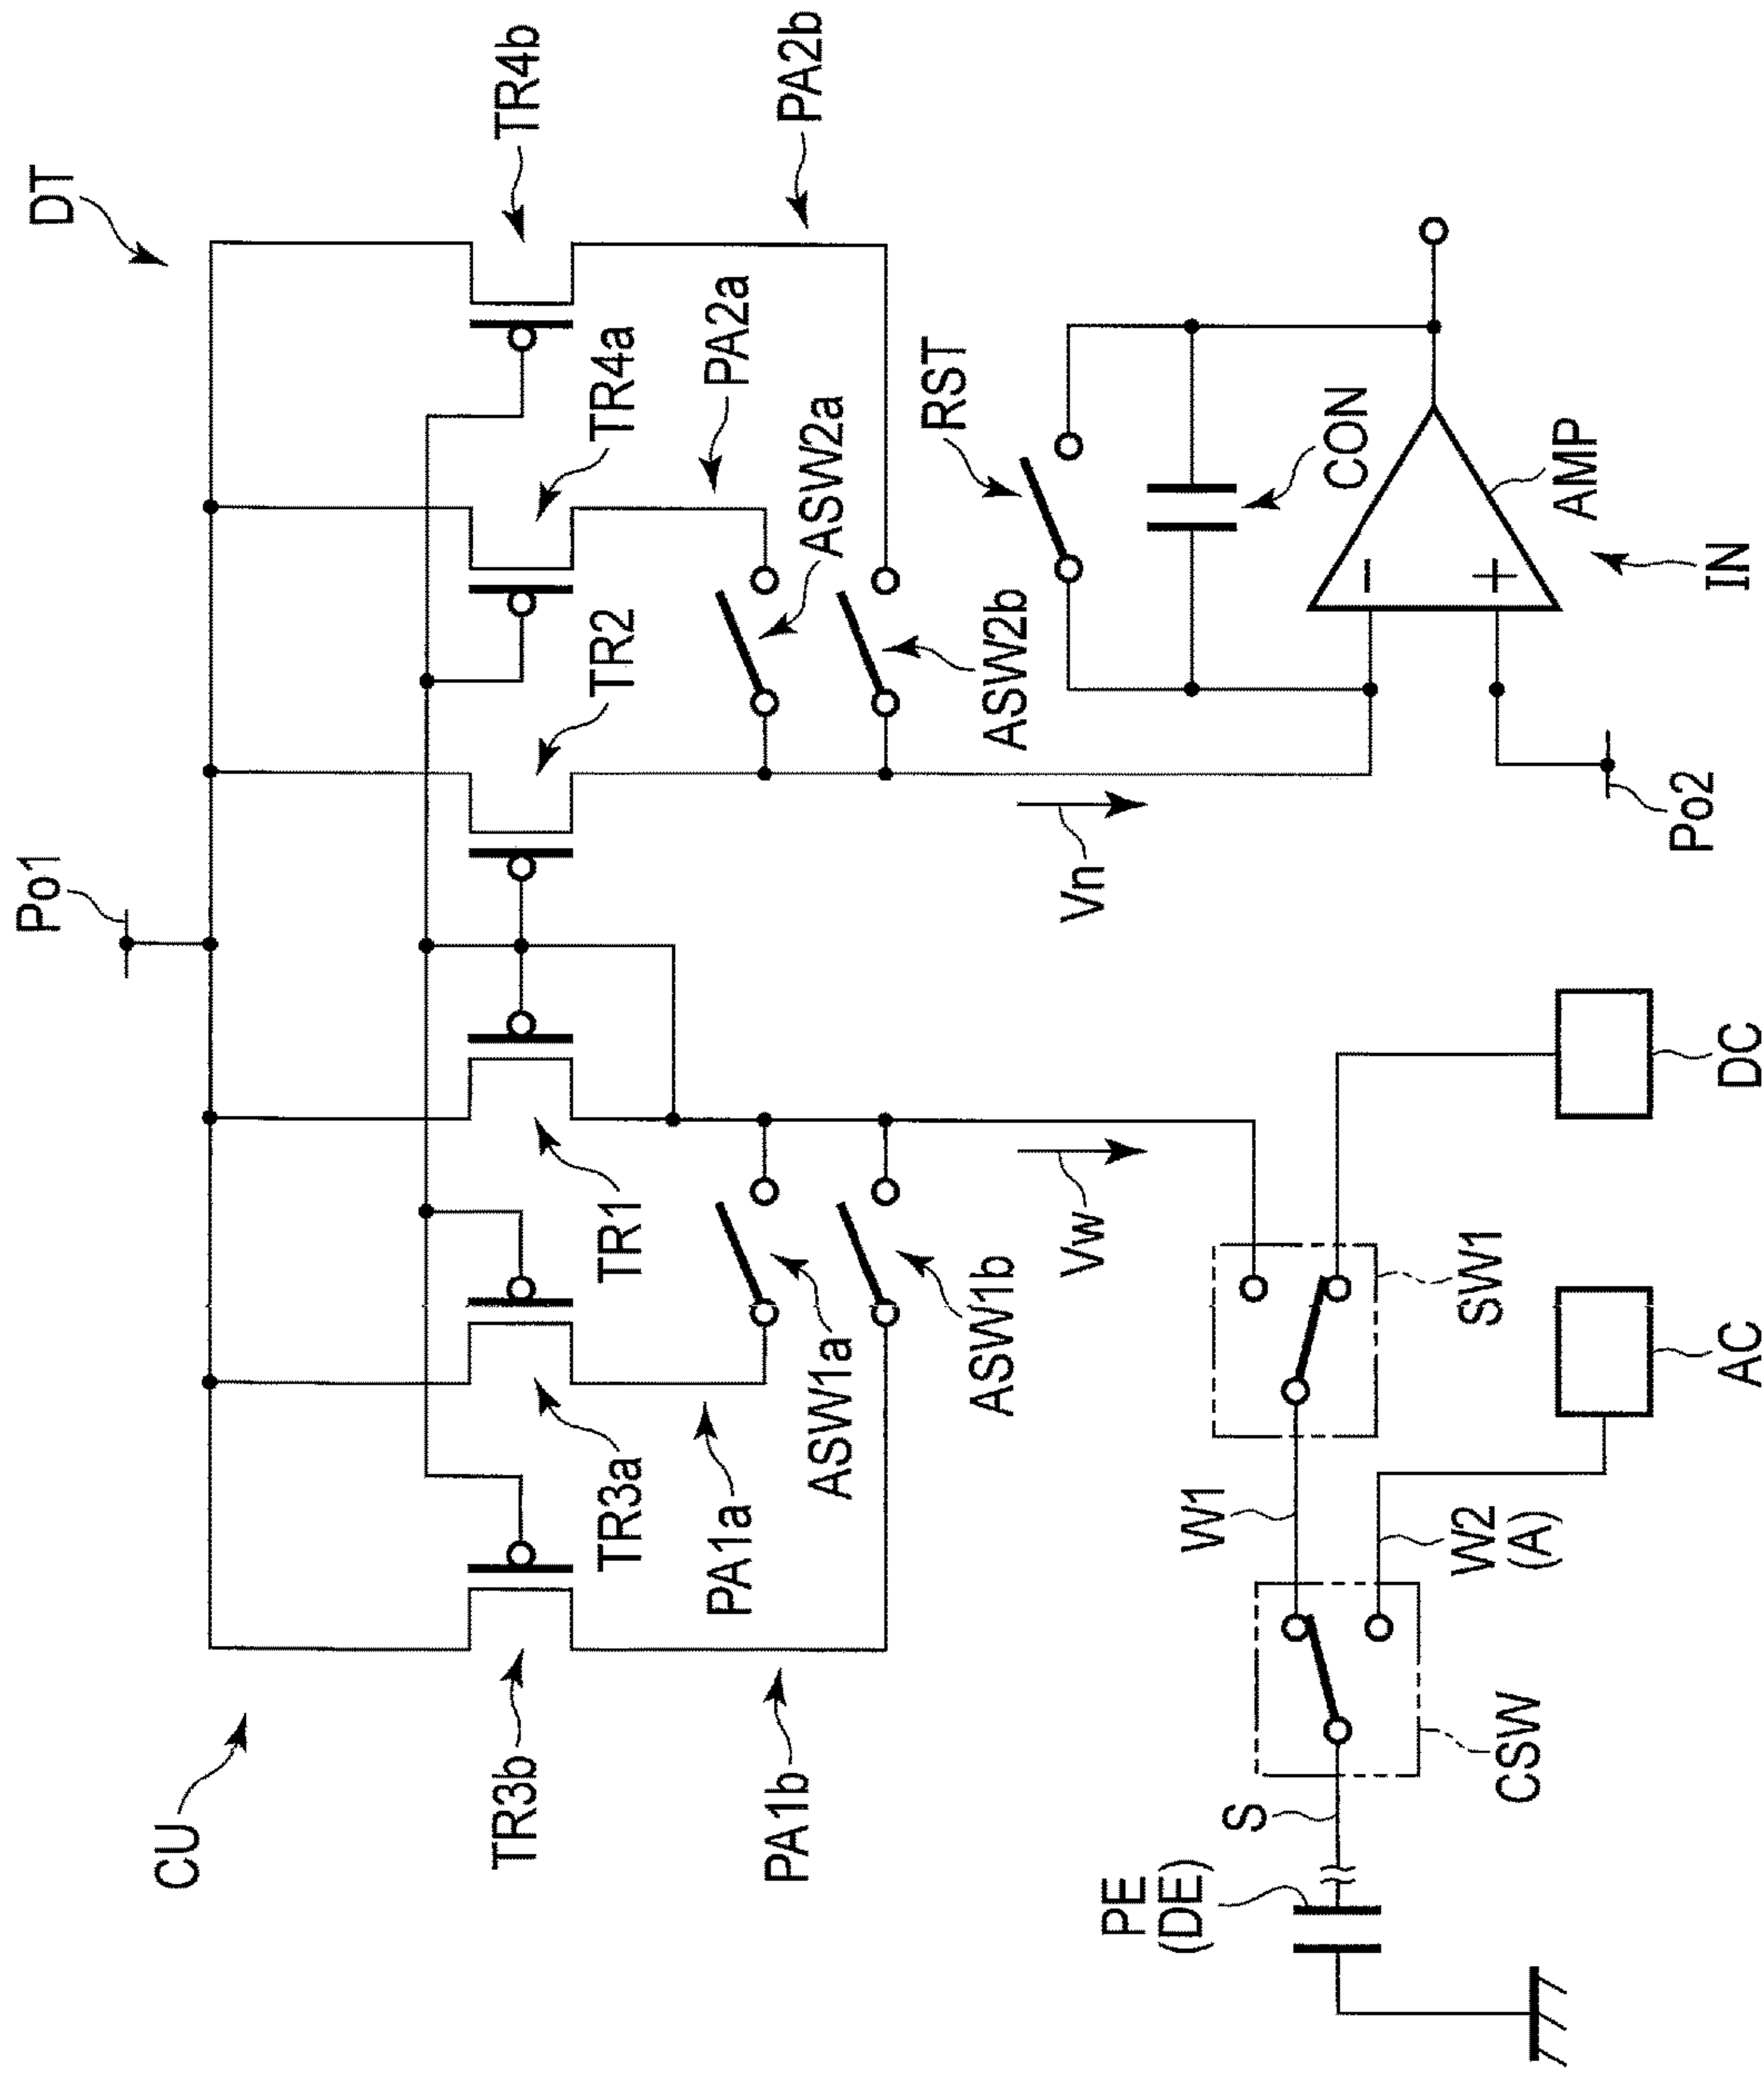 DT
Po1
CU
TR4b
TR4a
TR2
TR1
TR3a
TR3b
PA2b
PA2a
PA1a
PA1b
ASW2a
ASW2b
ASW1a
ASW1b
RST
CON
AMP
−
+
IN
Vn
Vw
Po2
DC
AC
SW1
W1
W2
(A)
CSW
S
PE
(DE)